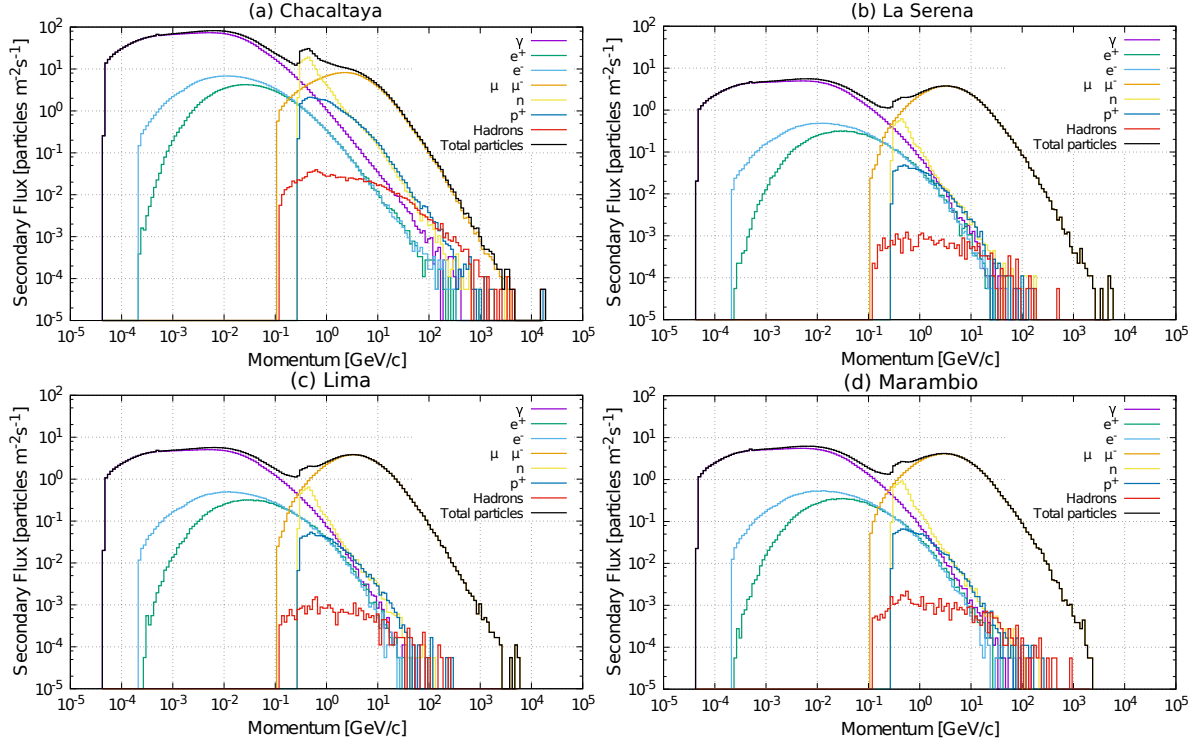 (a) Chacaltaya
Secondary Flux [particles m⁻²s⁻¹]
10²
10¹
10⁰
10⁻¹
10⁻²
10⁻³
10⁻⁴
10⁻⁵
γ
e⁺
e⁻
μ μ⁻
n
p⁺
Hadrons
Total particles
10⁻⁵ 10⁻⁴ 10⁻³ 10⁻² 10⁻¹ 10⁰ 10¹ 10² 10³ 10⁴ 10⁵
Momentum [GeV/c]
(b) La Serena
Secondary Flux [particles m⁻²s⁻¹]
10²
10¹
10⁰
10⁻¹
10⁻²
10⁻³
10⁻⁴
10⁻⁵
γ
e⁺
e⁻
μ μ⁻
n
p⁺
Hadrons
Total particles
10⁻⁵ 10⁻⁴ 10⁻³ 10⁻² 10⁻¹ 10⁰ 10¹ 10² 10³ 10⁴ 10⁵
Momentum [GeV/c]
(c) Lima
Secondary Flux [particles m⁻²s⁻¹]
10²
10¹
10⁰
10⁻¹
10⁻²
10⁻³
10⁻⁴
10⁻⁵
γ
e⁺
e⁻
μ μ⁻
n
p⁺
Hadrons
Total particles
10⁻⁵ 10⁻⁴ 10⁻³ 10⁻² 10⁻¹ 10⁰ 10¹ 10² 10³ 10⁴ 10⁵
Momentum [GeV/c]
(d) Marambio
Secondary Flux [particles m⁻²s⁻¹]
10²
10¹
10⁰
10⁻¹
10⁻²
10⁻³
10⁻⁴
10⁻⁵
γ
e⁺
e⁻
μ μ⁻
n
p⁺
Hadrons
Total particles
10⁻⁵ 10⁻⁴ 10⁻³ 10⁻² 10⁻¹ 10⁰ 10¹ 10² 10³ 10⁴ 10⁵
Momentum [GeV/c]